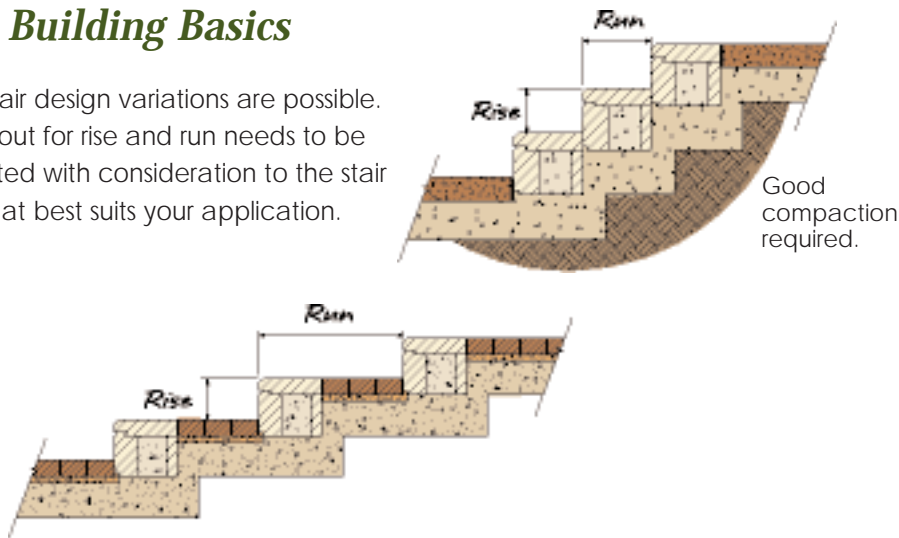 Building Basics
air design variations are possible.
out for rise and run needs to be
ted with consideration to the stair
at best suits your application.
Run
Rise
Good
compaction
required.
Run
Rise